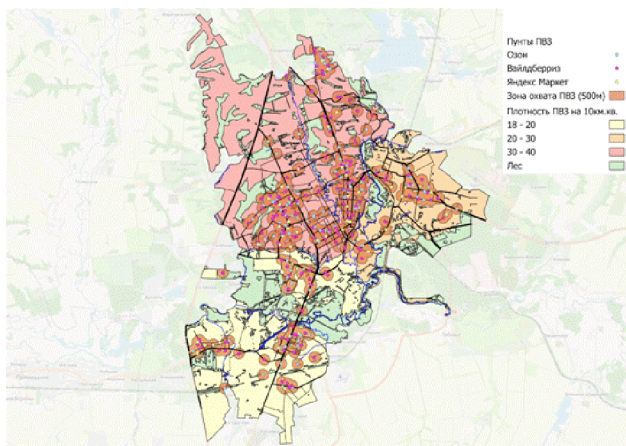 Пунты ПВЗ
Озон
Вайлдберриз
Яндекс Маркет
Зона охвата ПВЗ (500м)
Плотность ПВЗ на 10км.кв.
18 - 20
20 - 30
30 - 40
Лес